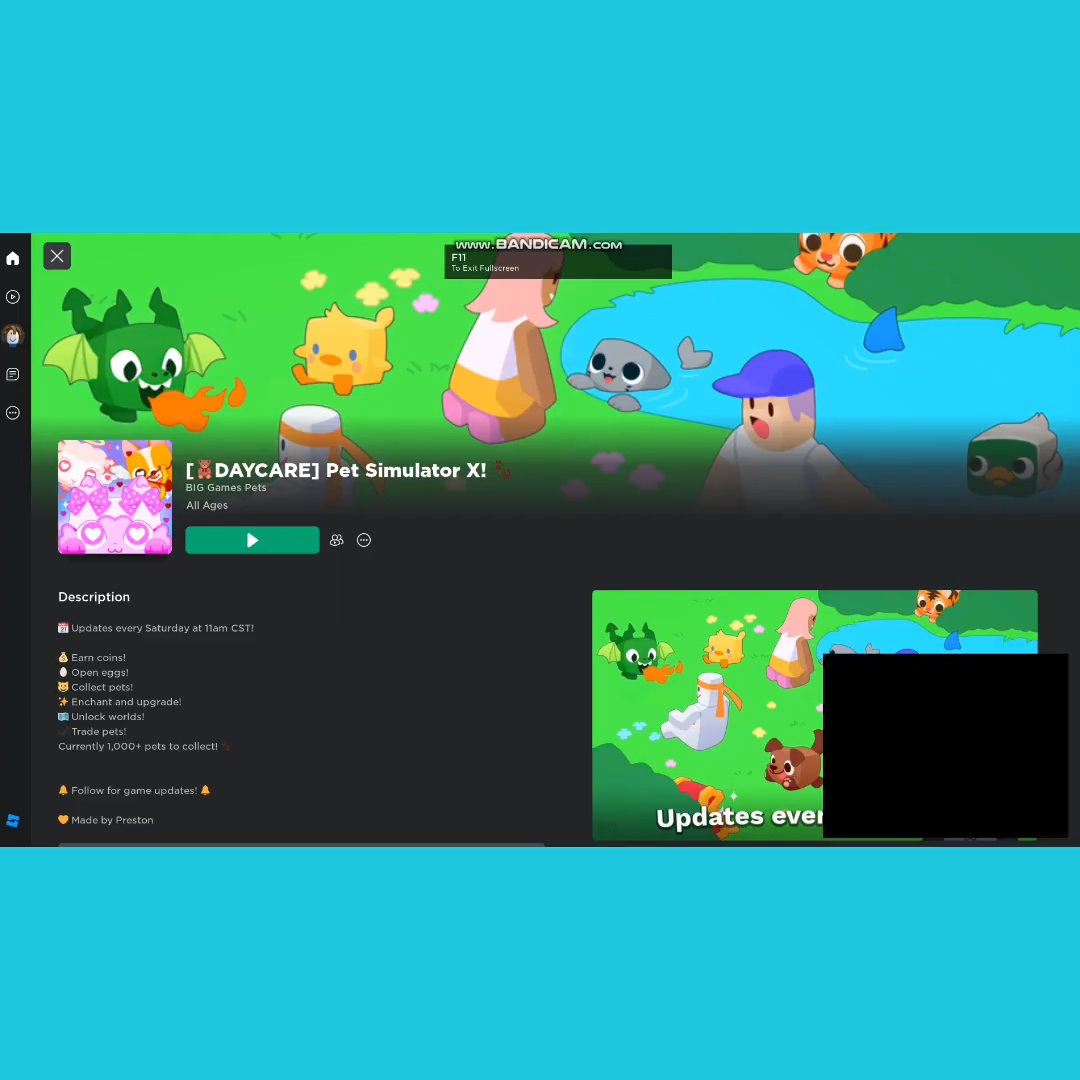 WWW.BANDICAM.COM
F11
To Exit Fullscreen
[🧸DAYCARE] Pet Simulator X! 🐾
BIG Games Pets
All Ages
Description
📅 Updates every Saturday at 11am CST!
💰 Earn coins!
🥚 Open eggs!
😺 Collect pets!
✨ Enchant and upgrade!
🗺️ Unlock worlds!
Trade pets!
Currently 1,000+ pets to collect! 🐾
🔔 Follow for game updates! 🔔
🧡 Made by Preston
Updates ever